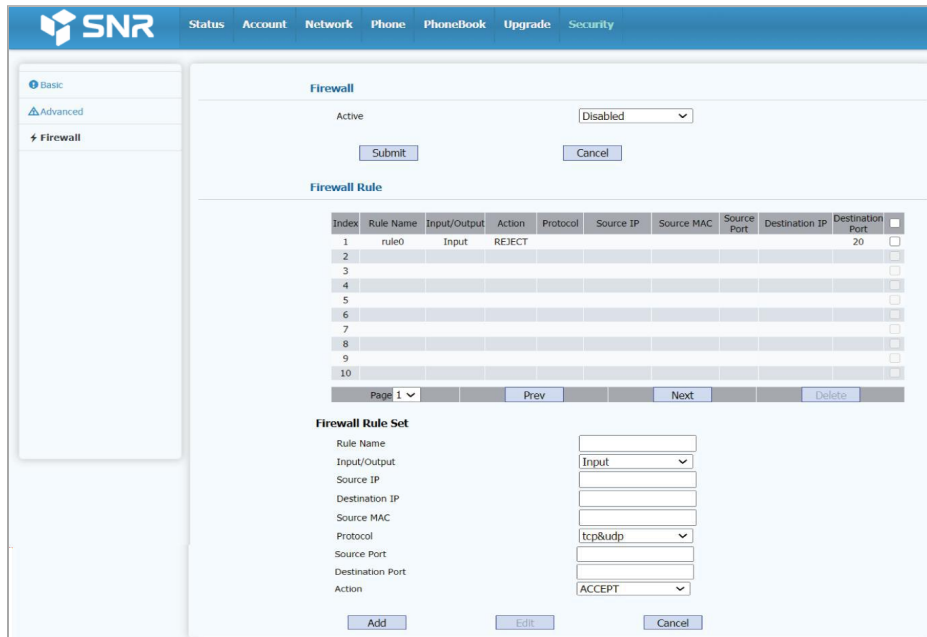 SNR Status Account Network Phone PhoneBook Upgrade Security
Basic
Advanced
Firewall
Firewall
Active Disabled
Submit Cancel
Firewall Rule
Index Rule Name Input/Output Action Protocol Source IP Source MAC Source Port Destination IP Destination Port
1 rule0 Input REJECT 20
2
3
4
5
6
7
8
9
10
Page 1 Prev Next Delete
Firewall Rule Set
Rule Name
Input/Output Input
Source IP
Destination IP
Source MAC
Protocol tcp&udp
Source Port
Destination Port
Action ACCEPT
Add Edit Cancel